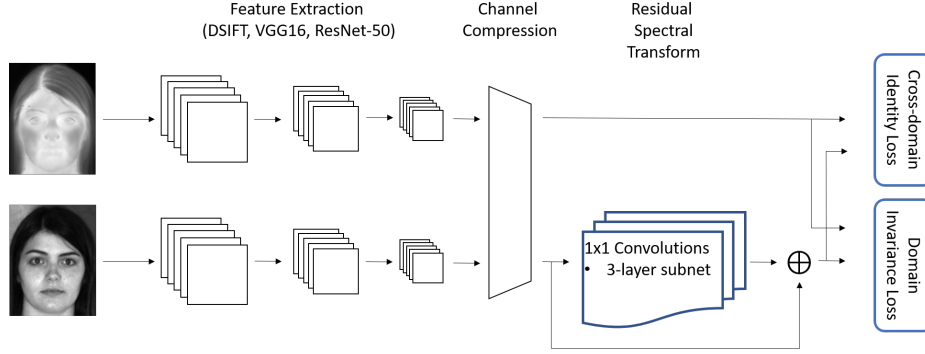 Feature Extraction
(DSIFT, VGG16, ResNet-50)
Channel
Compression
Residual
Spectral
Transform
Cross-domain
Identity Loss
1x1 Convolutions
• 3-layer subnet
Domain
Invariance Loss